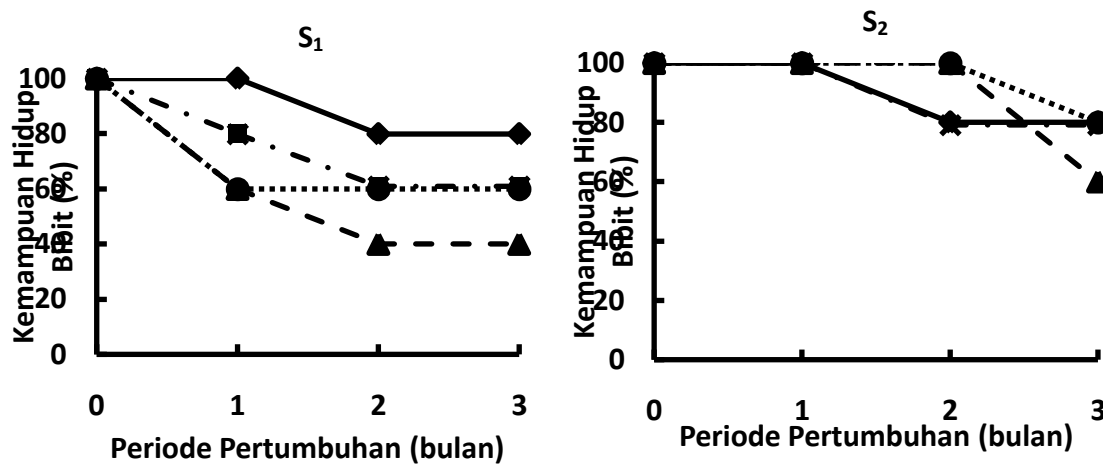 S₁
Kemampuan Hidup
Bibit (%)
100
80
60
40
20
0
0 1 2 3
Periode Pertumbuhan (bulan)
S₂
Kemampuan Hidup
Bibit (%)
100
80
60
40
20
0
0 1 2 3
Periode Pertumbuhan (bulan)